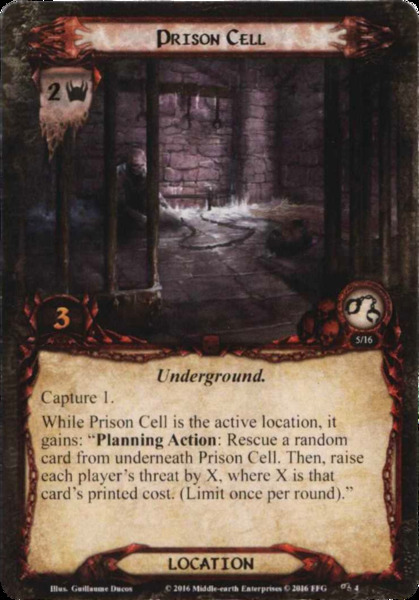 PRISON CELL
2
3
5/16
Underground.
Capture 1.
While Prison Cell is the active location, it
gains: “Planning Action: Rescue a random
card from underneath Prison Cell. Then, raise
each player’s threat by X, where X is that
card’s printed cost. (Limit once per round).”
LOCATION
Illus. Guillaume Ducos © 2016 Middle-earth Enterprises © 2016 FFG 4